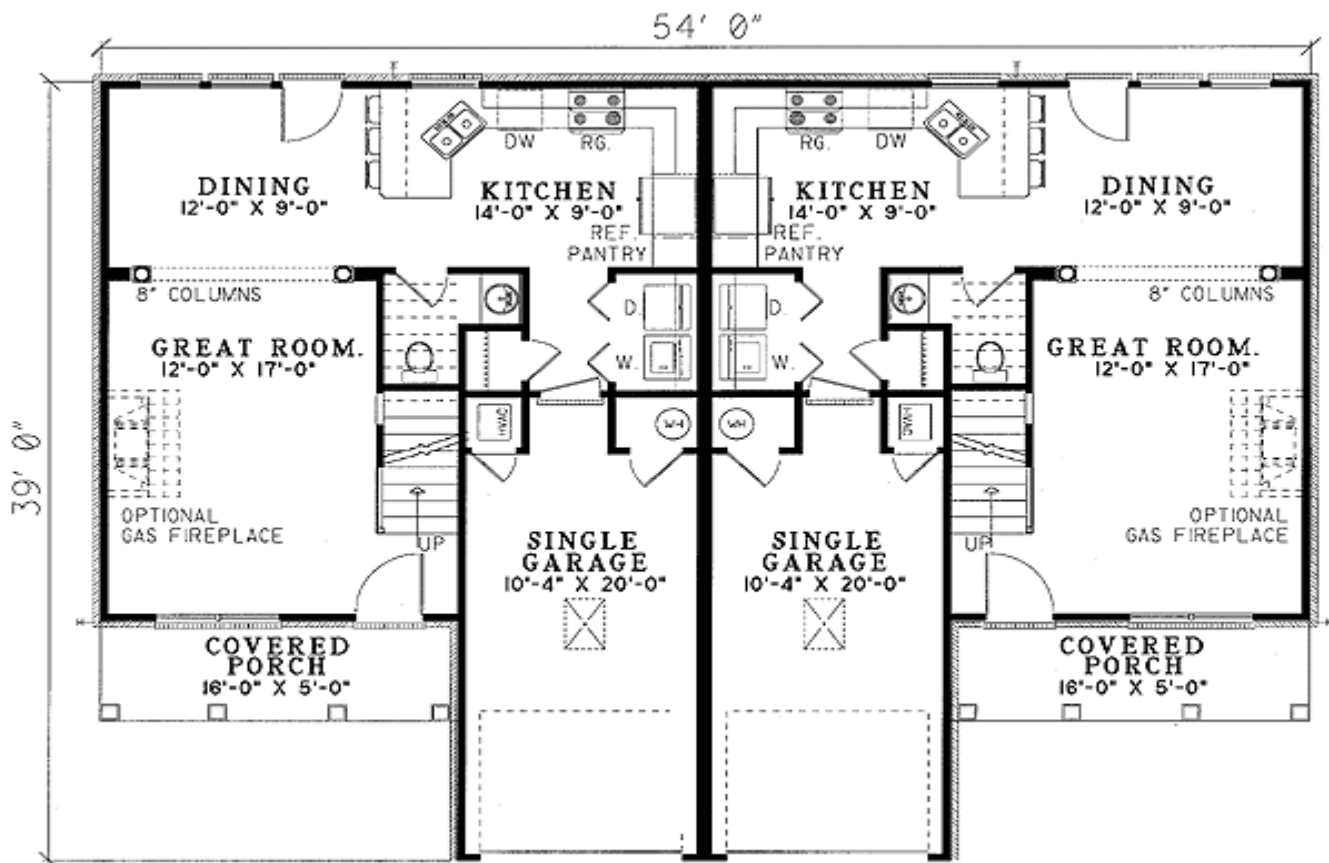 54' 0"
39' 0"
DW
RG.
RG.
DW
DINING
12'-0" X 9'-0"
KITCHEN
14'-0" X 9'-0"
KITCHEN
14'-0" X 9'-0"
DINING
12'-0" X 9'-0"
REF.
PANTRY
REF.
PANTRY
8" COLUMNS
D.
D.
8" COLUMNS
GREAT ROOM.
12'-0" X 17'-0"
W.
W.
GREAT ROOM.
12'-0" X 17'-0"
HVAC
WH
WH
HVAC
OPTIONAL
GAS FIREPLACE
UP
SINGLE
GARAGE
10'-4" X 20'-0"
SINGLE
GARAGE
10'-4" X 20'-0"
UP
OPTIONAL
GAS FIREPLACE
COVERED
PORCH
16'-0" X 5'-0"
COVERED
PORCH
16'-0" X 5'-0"